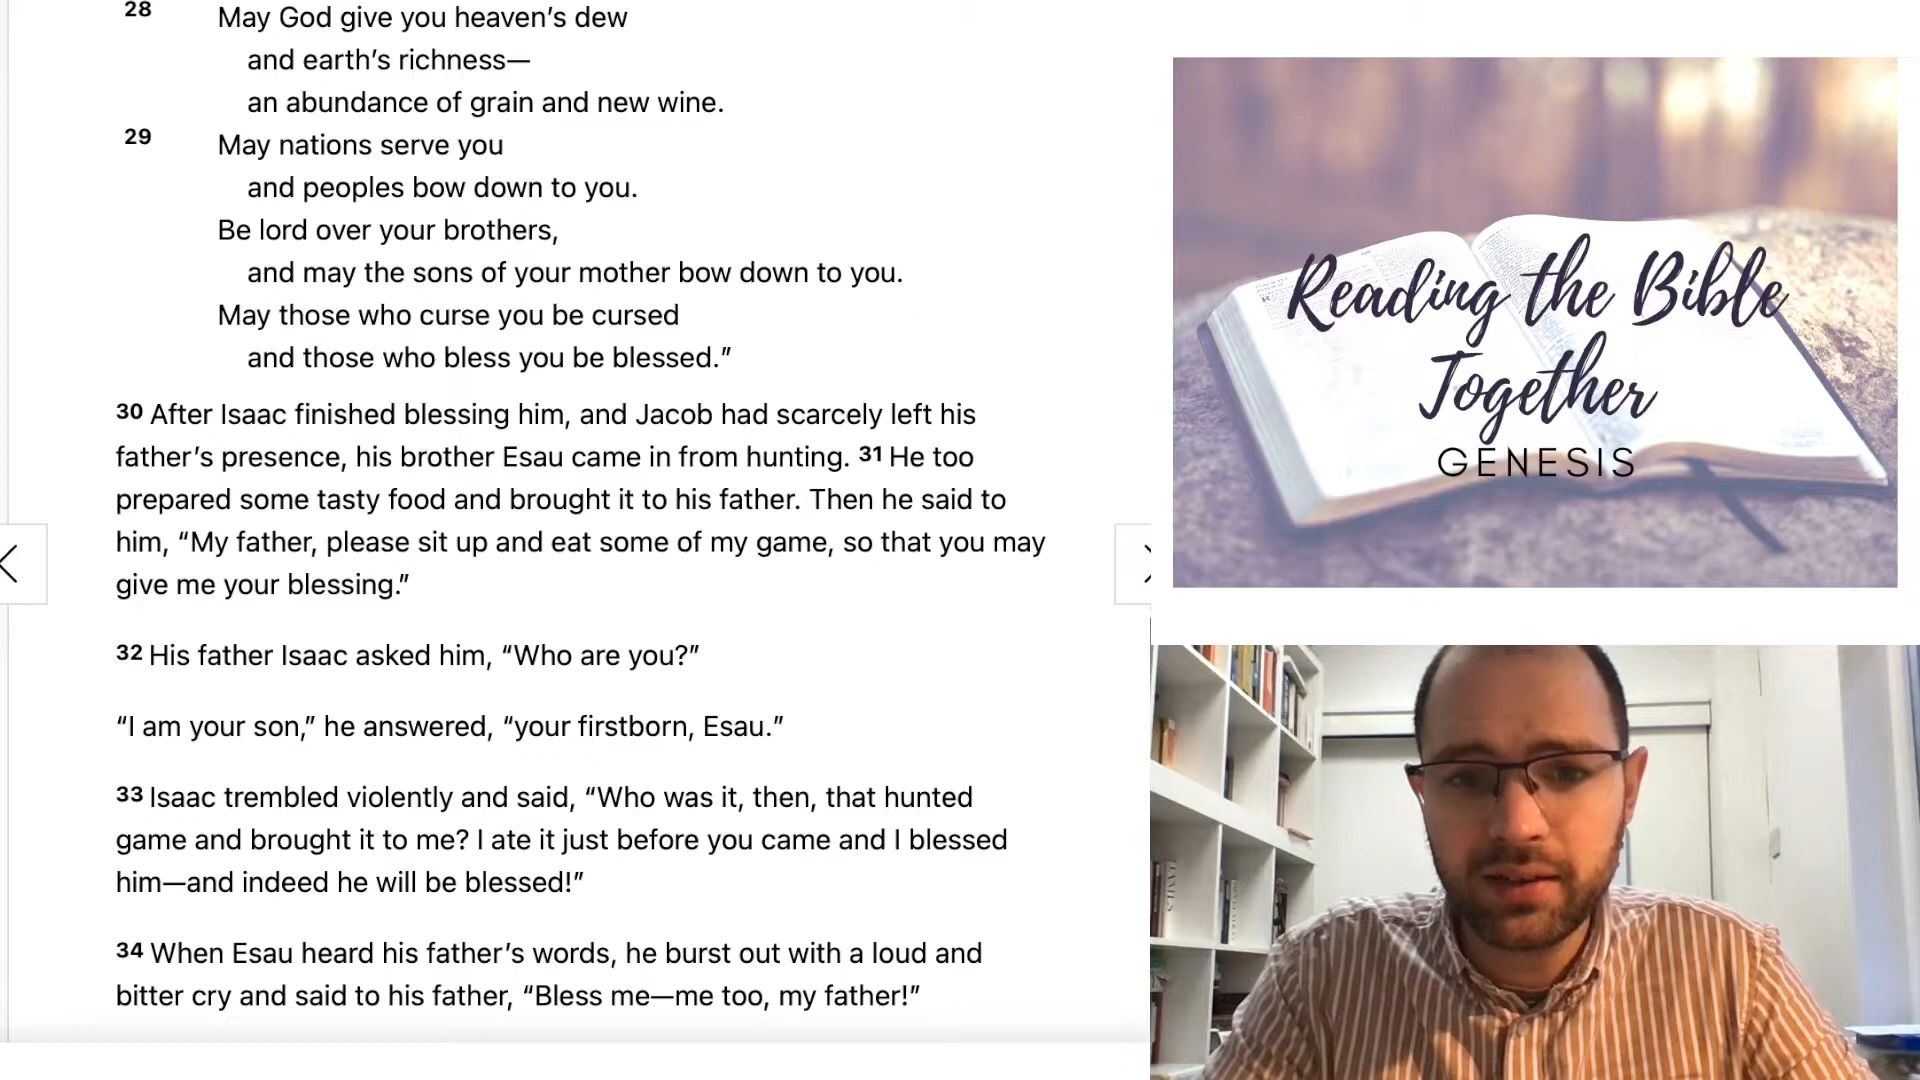 28 May God give you heaven’s dew
and earth’s richness—
an abundance of grain and new wine.
29 May nations serve you
and peoples bow down to you.
Be lord over your brothers,
and may the sons of your mother bow down to you.
May those who curse you be cursed
and those who bless you be blessed.”
30 After Isaac finished blessing him, and Jacob had scarcely left his
father’s presence, his brother Esau came in from hunting. 31 He too
prepared some tasty food and brought it to his father. Then he said to
him, “My father, please sit up and eat some of my game, so that you may
give me your blessing.”
32 His father Isaac asked him, “Who are you?”
“I am your son,” he answered, “your firstborn, Esau.”
33 Isaac trembled violently and said, “Who was it, then, that hunted
game and brought it to me? I ate it just before you came and I blessed
him—and indeed he will be blessed!”
34 When Esau heard his father’s words, he burst out with a loud and
bitter cry and said to his father, “Bless me—me too, my father!”
Reading the Bible
Together
GENESIS